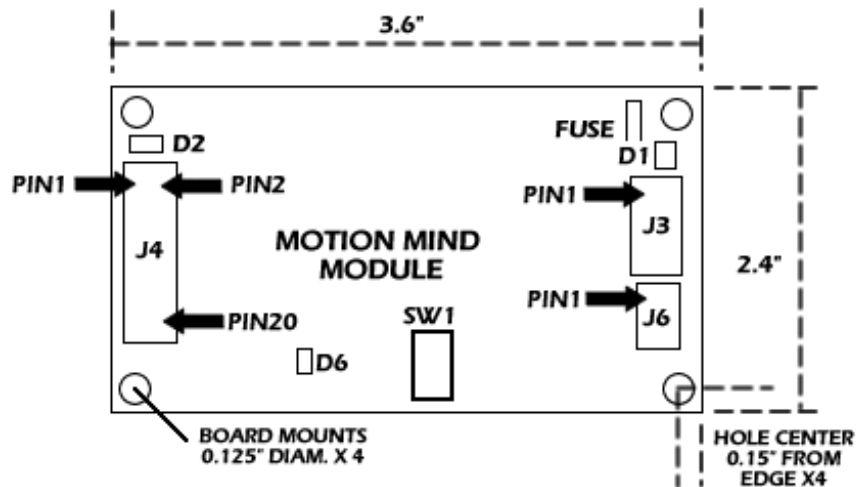 3.6"
FUSE
D2
D1
PIN1
PIN2
PIN1
J4
J3
MOTION MIND
MODULE
2.4"
PIN1
PIN20
SW1
J6
D6
BOARD MOUNTS
0.125" DIAM. X 4
HOLE CENTER
0.15" FROM
EDGE X4